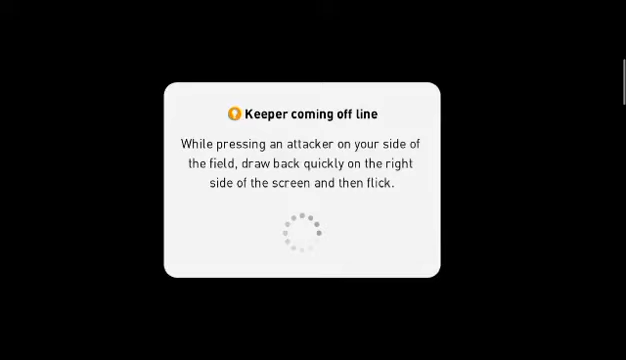 Keeper coming off line
While pressing an attacker on your side of
the field, draw back quickly on the right
side of the screen and then flick.